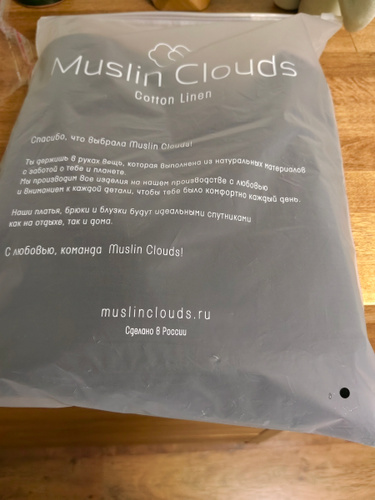 Muslin Clouds
Cotton Linen
Спасибо, что выбрала Muslin Clouds!
Ты держишь в руках вещь, которая выполнена из натуральных материалов
с заботой о тебе и планете.
Мы производим все изделия на нашем производстве с любовью
и вниманием к каждой детали, чтобы тебе было комфортно каждый день.
Наши платья, брюки и блузки будут идеальными спутниками
как на отдыхе, так и дома.
С любовью, команда Muslin Clouds!
muslinclouds.ru
Сделано в России